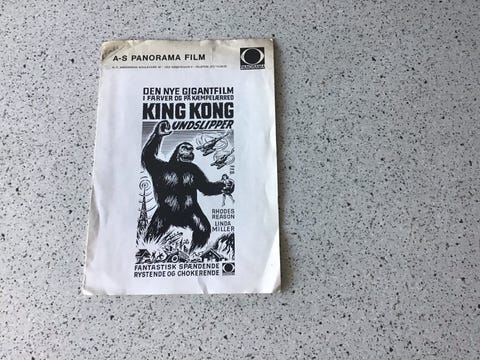 A-S PANORAMA FILM
PANORAMA
DEN NYE GIGANTFILM
I FARVER OG PÅ KÆMPELÆRRED
KING KONG
UNDSLIPPER
RHODES
REASON
LINDA
MILLER
FANTASTISK SPÆNDENDE
RYSTENDE OG CHOKERENDE